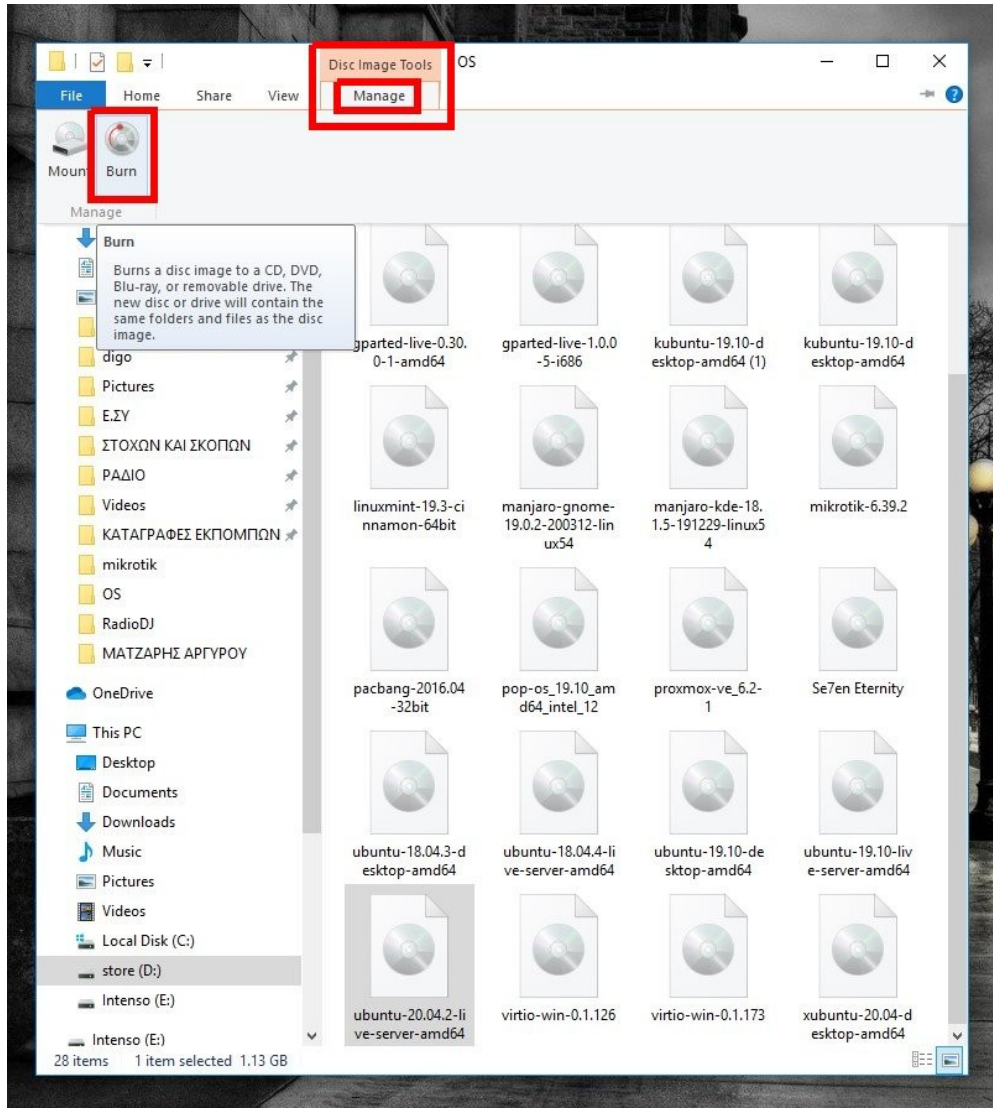 Disc Image Tools OS
File Home Share View Manage
Mount Burn
Manage
Burn
Burns a disc image to a CD, DVD,
Blu-ray, or removable drive. The
new disc or drive will contain the
same folders and files as the disc
image.
digo
Pictures
Ε.ΣΥ
ΣΤΟΧΩΝ ΚΑΙ ΣΚΟΠΩΝ
ΡΑΔΙΟ
Videos
ΚΑΤΑΓΡΑΦΕΣ ΕΚΠΟΜΠΩΝ
mikrotik
OS
RadioDJ
ΜΑΤΖΑΡΗΣ ΑΡΓΥΡΟΥ
OneDrive
This PC
Desktop
Documents
Downloads
Music
Pictures
Videos
Local Disk (C:)
store (D:)
Intenso (E:)
Intenso (E:)
gparted-live-0.30.
0-1-amd64
gparted-live-1.0.0
-5-i686
kubuntu-19.10-d
esktop-amd64 (1)
kubuntu-19.10-d
esktop-amd64
linuxmint-19.3-ci
nnamon-64bit
manjaro-gnome-
19.0.2-200312-lin
ux54
manjaro-kde-18.
1.5-191229-linux5
4
mikrotik-6.39.2
pacbang-2016.04
-32bit
pop-os_19.10_am
d64_intel_12
proxmox-ve_6.2-
1
Se7en Eternity
ubuntu-18.04.3-d
esktop-amd64
ubuntu-18.04.4-li
ve-server-amd64
ubuntu-19.10-de
sktop-amd64
ubuntu-19.10-liv
e-server-amd64
ubuntu-20.04.2-li
ve-server-amd64
virtio-win-0.1.126
virtio-win-0.1.173
xubuntu-20.04-d
esktop-amd64
28 items 1 item selected 1.13 GB